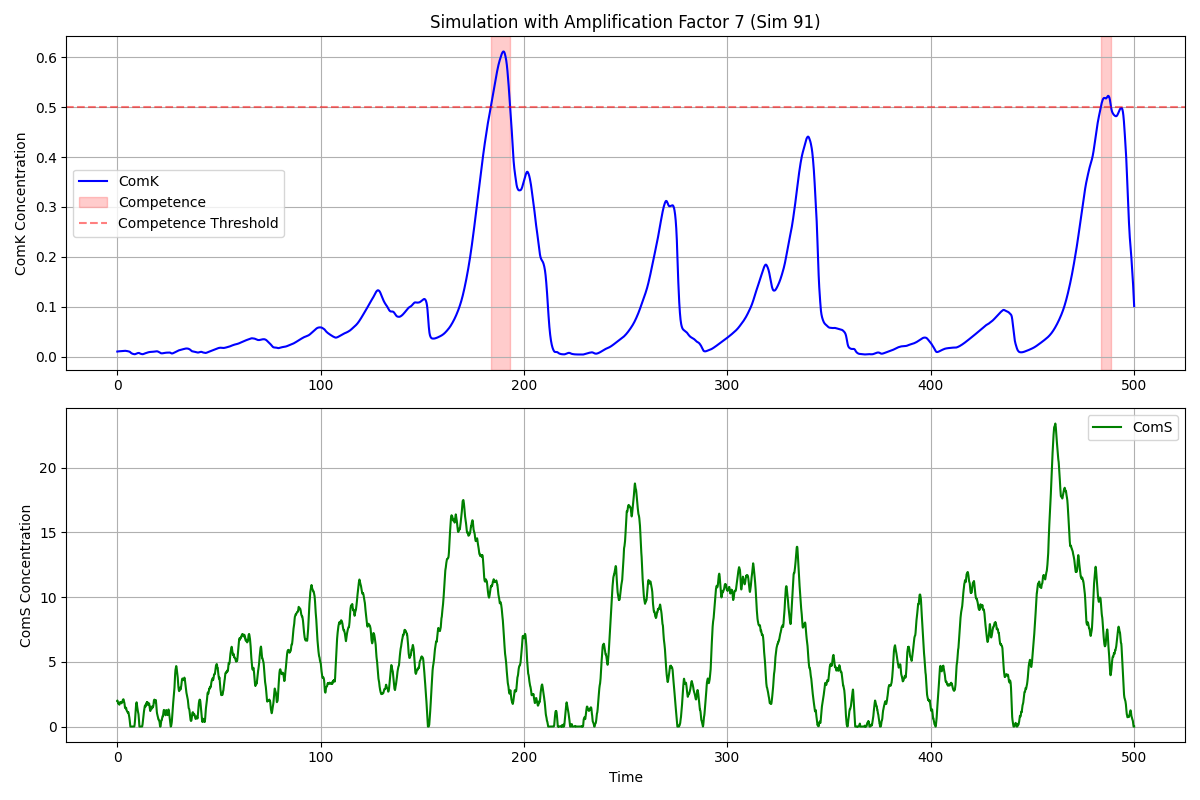 Simulation with Amplification Factor 7 (Sim 91)
ComK Concentration
0.6
0.5
0.4
0.3
0.2
0.1
0.0
ComK
Competence
Competence Threshold
0 100 200 300 400 500
ComS Concentration
20
15
10
5
0
ComS
0 100 200 300 400 500
Time